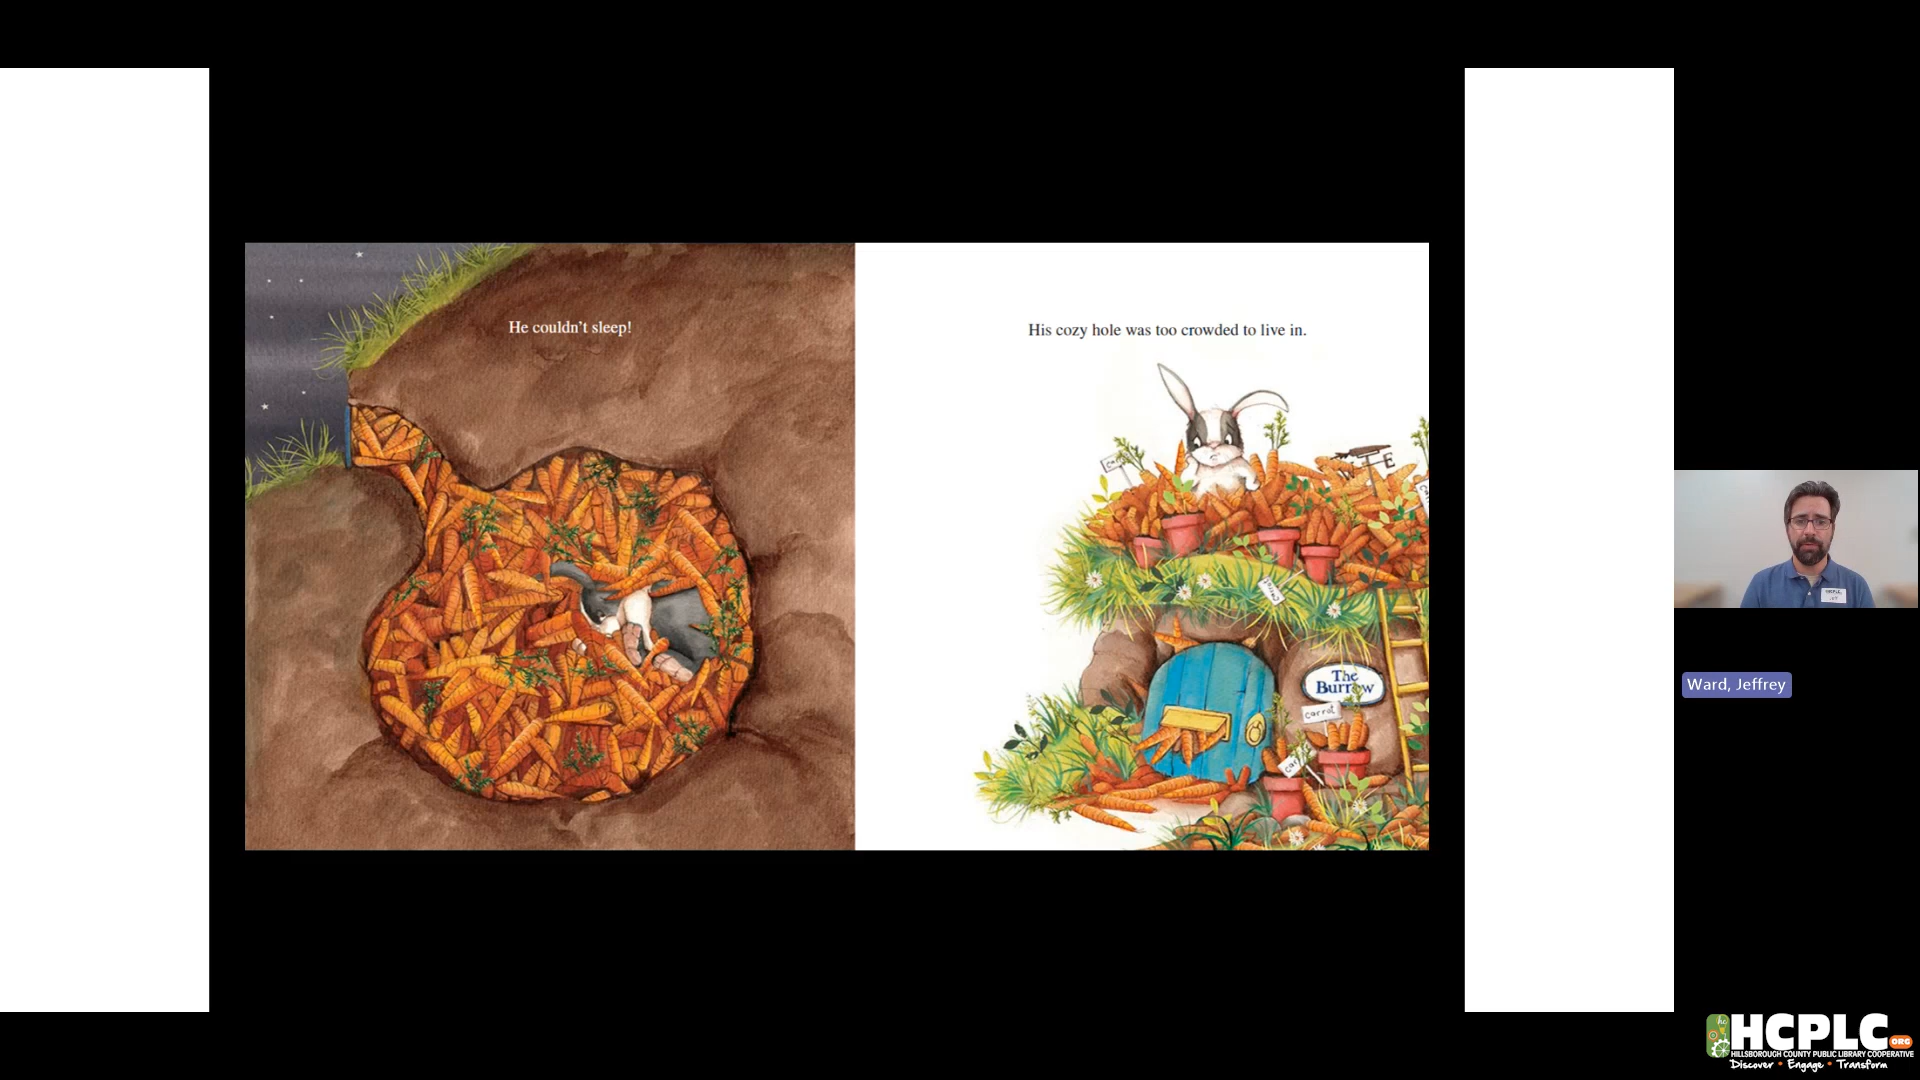 He couldn't sleep!
His cozy hole was too crowded to live in.
The
Burrow
carrot
Ward, Jeffrey
HCPLC
ORG
HILLSBOROUGH COUNTY PUBLIC LIBRARY COOPERATIVE
Discover • Engage • Transform